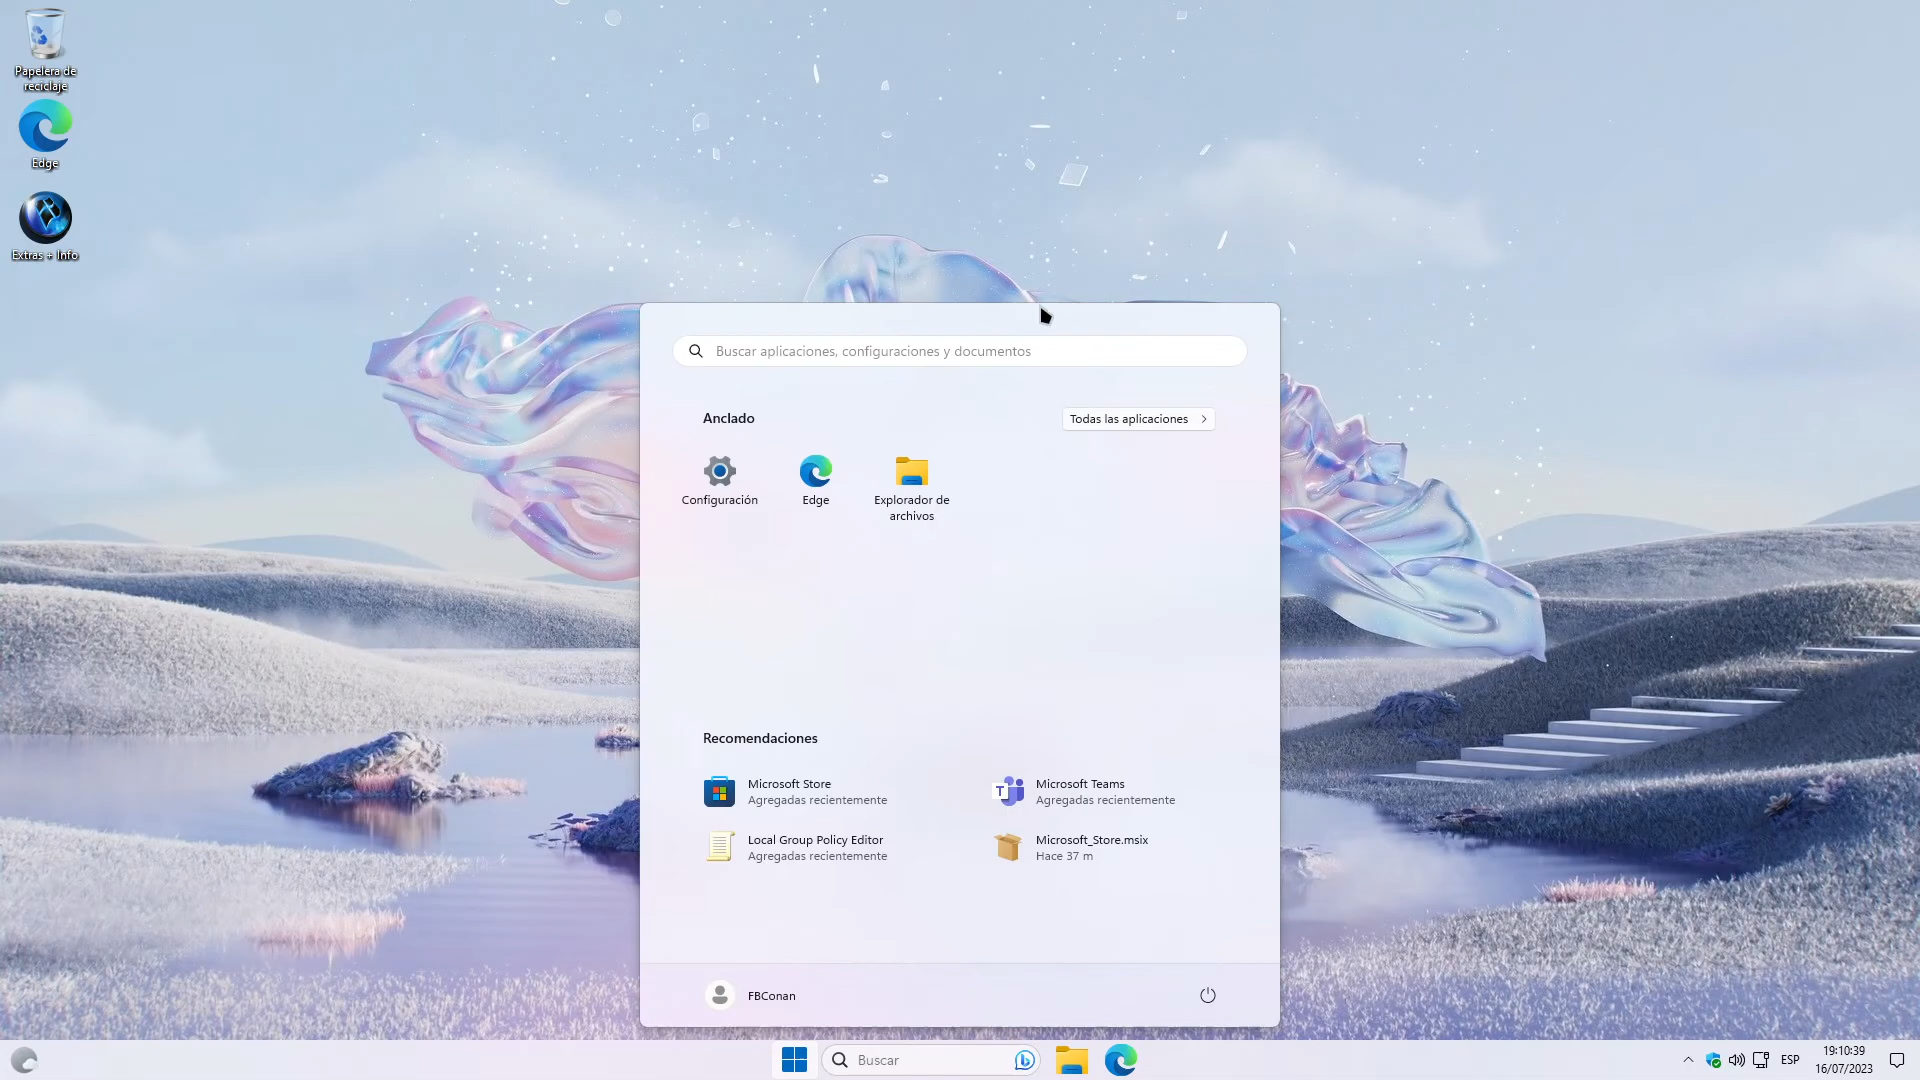 Papelera de
reciclaje
Edge
Extras + Info
Buscar aplicaciones, configuraciones y documentos
Anclado
Todas las aplicaciones
Configuración
Edge
Explorador de
archivos
Recomendaciones
Microsoft Store
Agregadas recientemente
Microsoft Teams
Agregadas recientemente
Local Group Policy Editor
Agregadas recientemente
Microsoft_Store.msix
Hace 37 m
FBConan
Buscar
ESP
19:10:39
16/07/2023